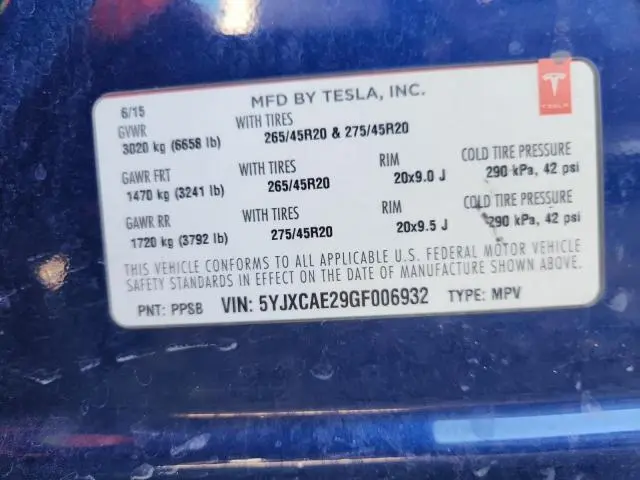 6/15 MFD BY TESLA, INC.
TESLA
GVWR WITH TIRES
3020 kg (6658 lb) 265/45R20 & 275/45R20
GAWR FRT WITH TIRES RIM COLD TIRE PRESSURE
1470 kg (3241 lb) 265/45R20 20x9.0 J 290 kPa, 42 psi
GAWR RR WITH TIRES RIM COLD TIRE PRESSURE
1720 kg (3792 lb) 275/45R20 20x9.5 J 290 kPa, 42 psi
THIS VEHICLE CONFORMS TO ALL APPLICABLE U.S. FEDERAL MOTOR VEHICLE
SAFETY STANDARDS IN EFFECT ON THE DATE OF MANUFACTURE SHOWN ABOVE.
PNT: PPSB VIN: 5YJXCAE29GF006932 TYPE: MPV